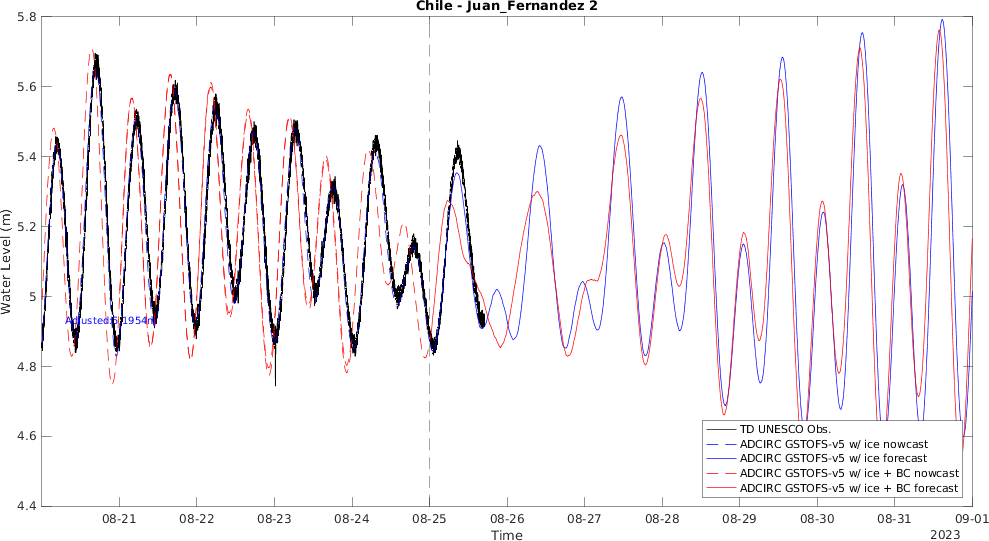 Chile - Juan_Fernandez 2
5.8
5.6
5.4
5.2
5
4.8
4.6
4.4
Water Level (m)
TD UNESCO Obs.
ADCIRC GSTOFS-v5 w/ ice nowcast
ADCIRC GSTOFS-v5 w/ ice forecast
ADCIRC GSTOFS-v5 w/ ice + BC nowcast
ADCIRC GSTOFS-v5 w/ ice + BC forecast
08-21
08-22
08-23
08-24
08-25
08-26
08-27
08-28
08-29
08-30
08-31
09-01
Time
2023